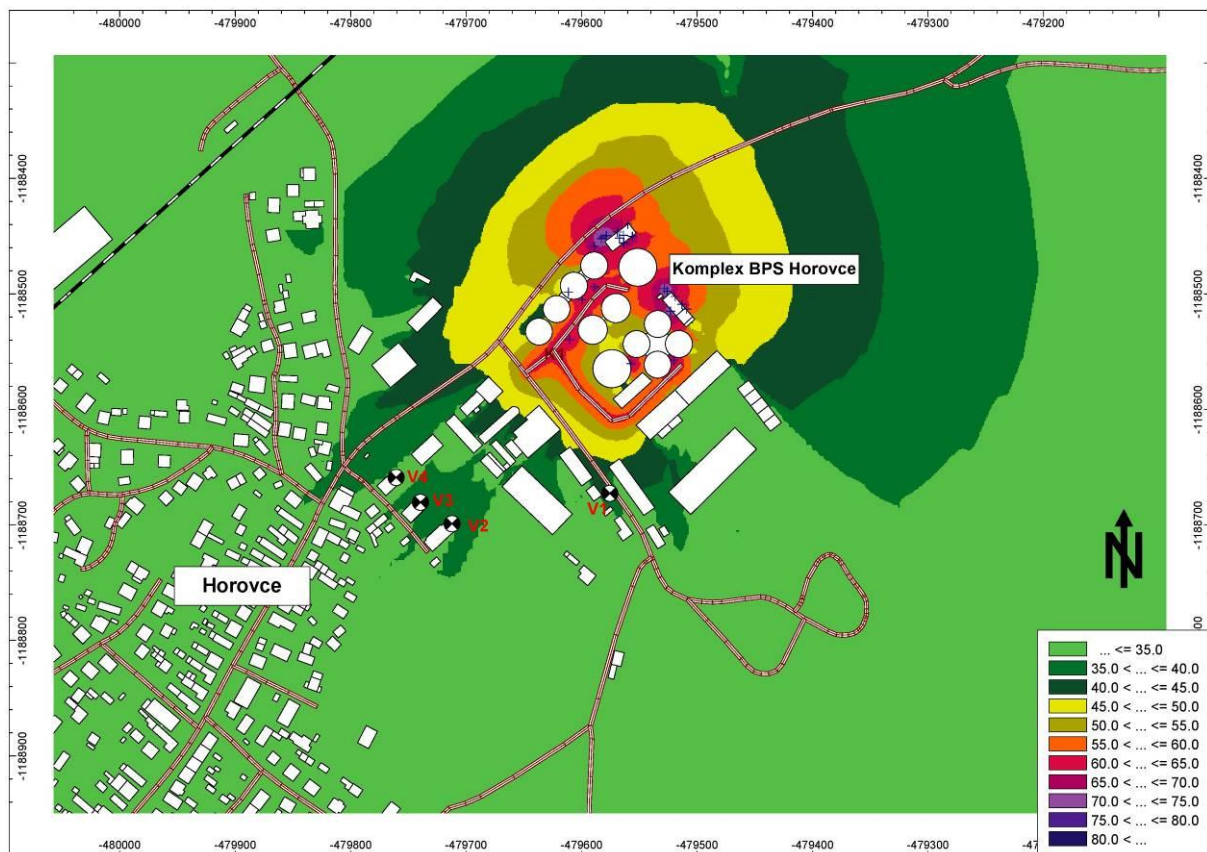 -480000 -479900 -479800 -479700 -479600 -479500 -479400 -479300 -479200
-1188400 -1188400
Komplex BPS Horovce
-1188500 -1188500
-1188600 -1188600
V4
V3
V1
V2
-1188700 -1188700
N
Horovce
-1188800
... <= 35.0
35.0 < ... <= 40.0
40.0 < ... <= 45.0
45.0 < ... <= 50.0
50.0 < ... <= 55.0
55.0 < ... <= 60.0
60.0 < ... <= 65.0
65.0 < ... <= 70.0
70.0 < ... <= 75.0
75.0 < ... <= 80.0
80.0 < ...
-1188900
-480000 -479900 -479800 -479700 -479600 -479500 -479400 -479300 -479200